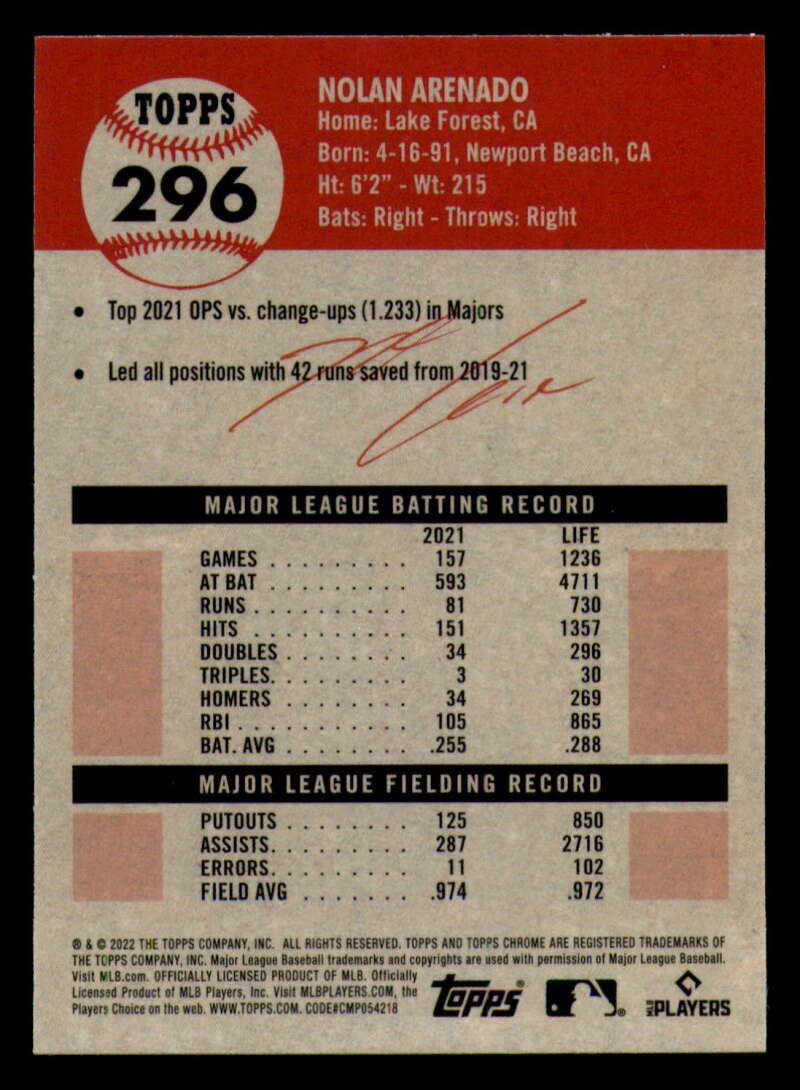 TOPPS
296
NOLAN ARENADO
Home: Lake Forest, CA
Born: 4-16-91, Newport Beach, CA
Ht: 6'2" - Wt: 215
Bats: Right - Throws: Right
• Top 2021 OPS vs. change-ups (1.233) in Majors
• Led all positions with 42 runs saved from 2019-21
MAJOR LEAGUE BATTING RECORD
2021 LIFE
GAMES . . . . . . . . . 157 1236
AT BAT . . . . . . . . . 593 4711
RUNS . . . . . . . . . . 81 730
HITS . . . . . . . . . . 151 1357
DOUBLES . . . . . . . . 34 296
TRIPLES. . . . . . . . . 3 30
HOMERS . . . . . . . . 34 269
RBI . . . . . . . . . . . 105 865
BAT. AVG . . . . . . . . .255 .288
MAJOR LEAGUE FIELDING RECORD
PUTOUTS . . . . . . . . 125 850
ASSISTS. . . . . . . . . 287 2716
ERRORS. . . . . . . . . 11 102
FIELD AVG . . . . . . . .974 .972
® & © 2022 THE TOPPS COMPANY, INC. ALL RIGHTS RESERVED. TOPPS AND TOPPS CHROME ARE REGISTERED TRADEMARKS OF
THE TOPPS COMPANY, INC. Major League Baseball trademarks and copyrights are used with permission of Major League Baseball.
Visit MLB.com. OFFICIALLY LICENSED PRODUCT OF MLB. Officially
Licensed Product of MLB Players, Inc. Visit MLBPLAYERS.COM, the
Players Choice on the web. WWW.TOPPS.COM. CODE#CMP054218
Topps®
MLB PLAYERS